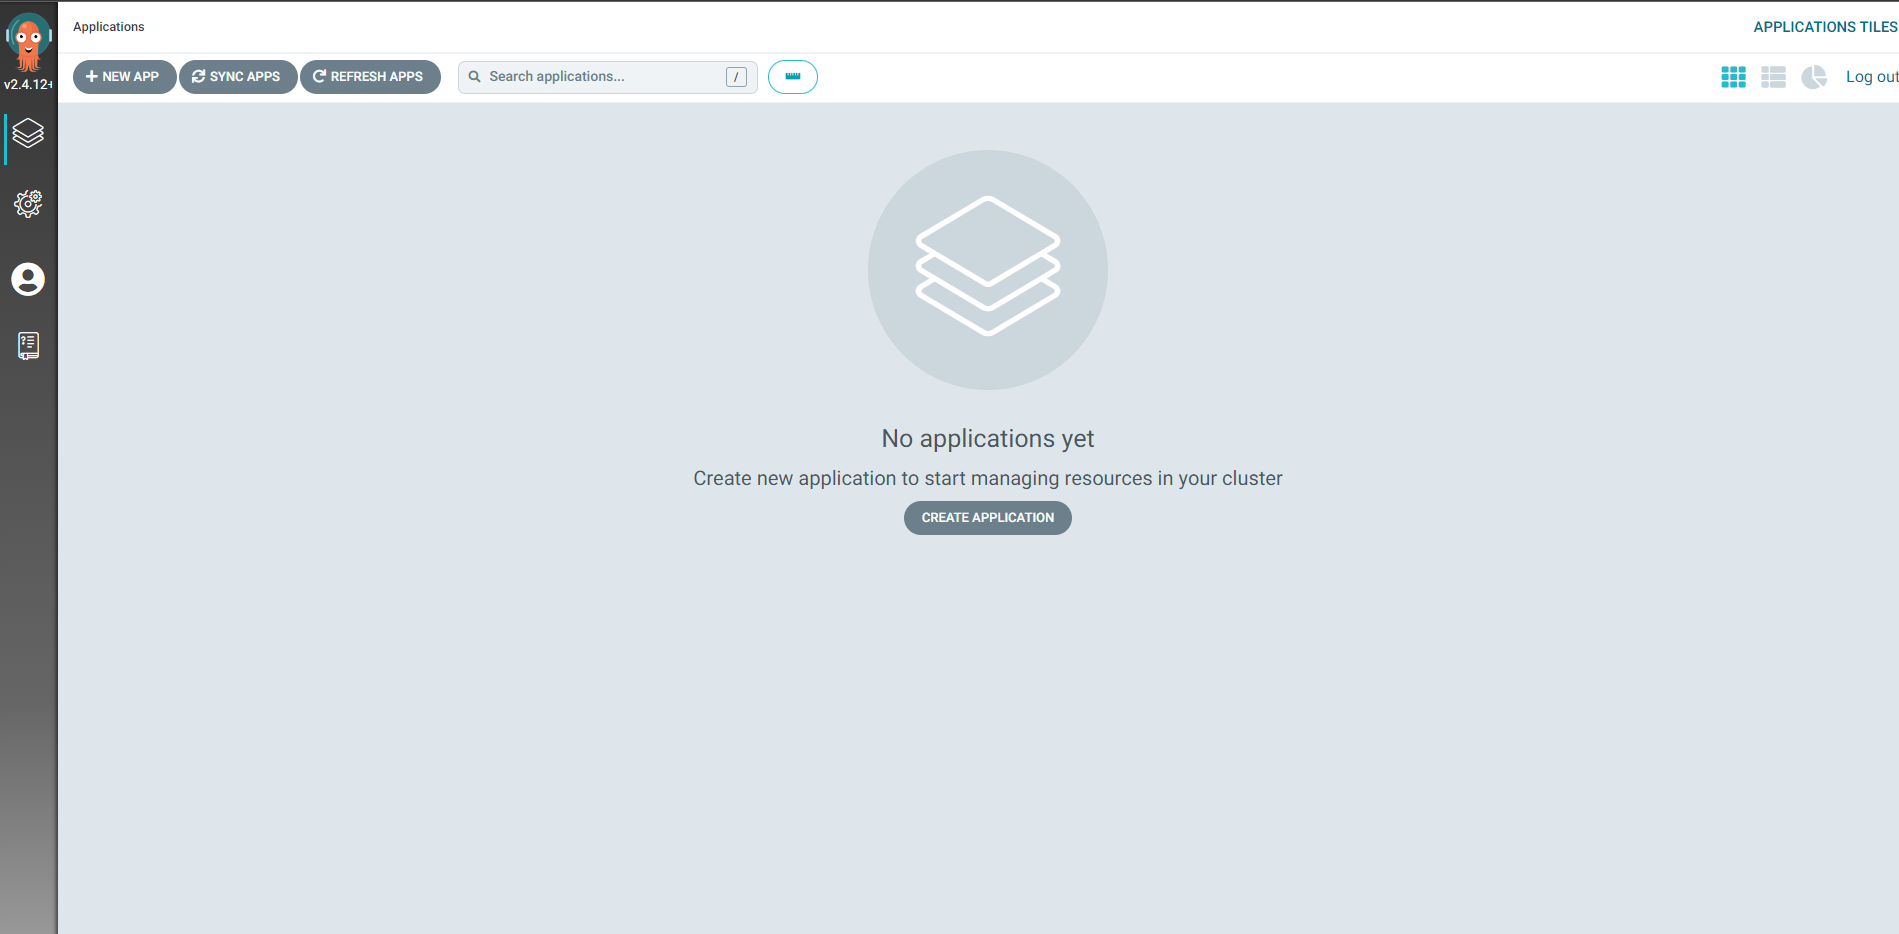 Applications
APPLICATIONS TILES
v2.4.12+
NEW APP
SYNC APPS
REFRESH APPS
Search applications...
/
Log out
No applications yet
Create new application to start managing resources in your cluster
CREATE APPLICATION